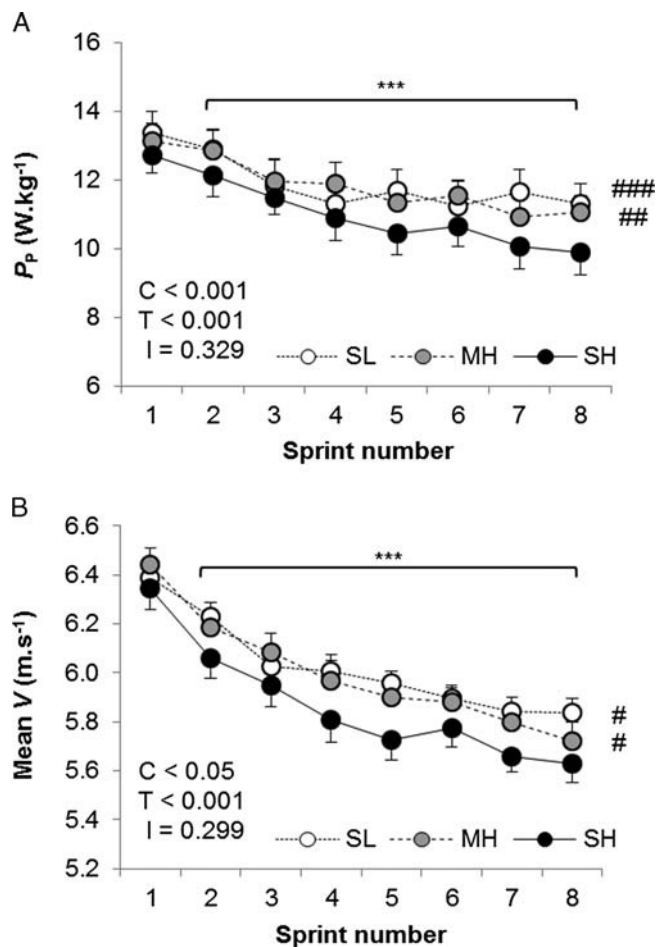 A
16
***
14
12
###
##
10
8
6
P_P (W.kg⁻¹)
C < 0.001
T < 0.001
I = 0.329
SL MH SH
1 2 3 4 5 6 7 8
Sprint number
B
6.6
***
6.4
6.2
6.0
5.8
#
#
5.6
5.4
5.2
Mean V (m.s⁻¹)
C < 0.05
T < 0.001
I = 0.299
SL MH SH
1 2 3 4 5 6 7 8
Sprint number